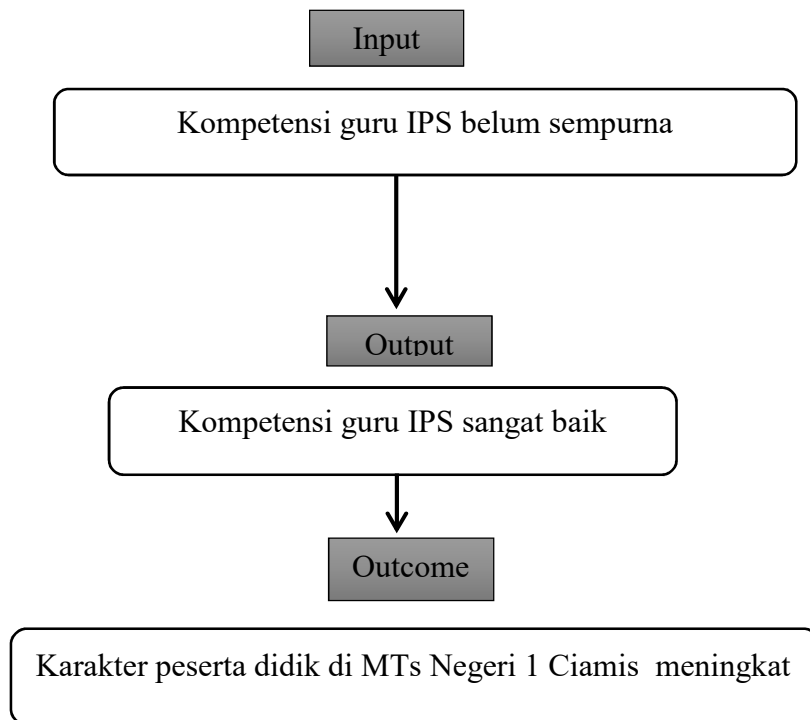 Input
Kompetensi guru IPS belum sempurna
Output
Kompetensi guru IPS sangat baik
Outcome
Karakter peserta didik di MTs Negeri 1 Ciamis meningkat